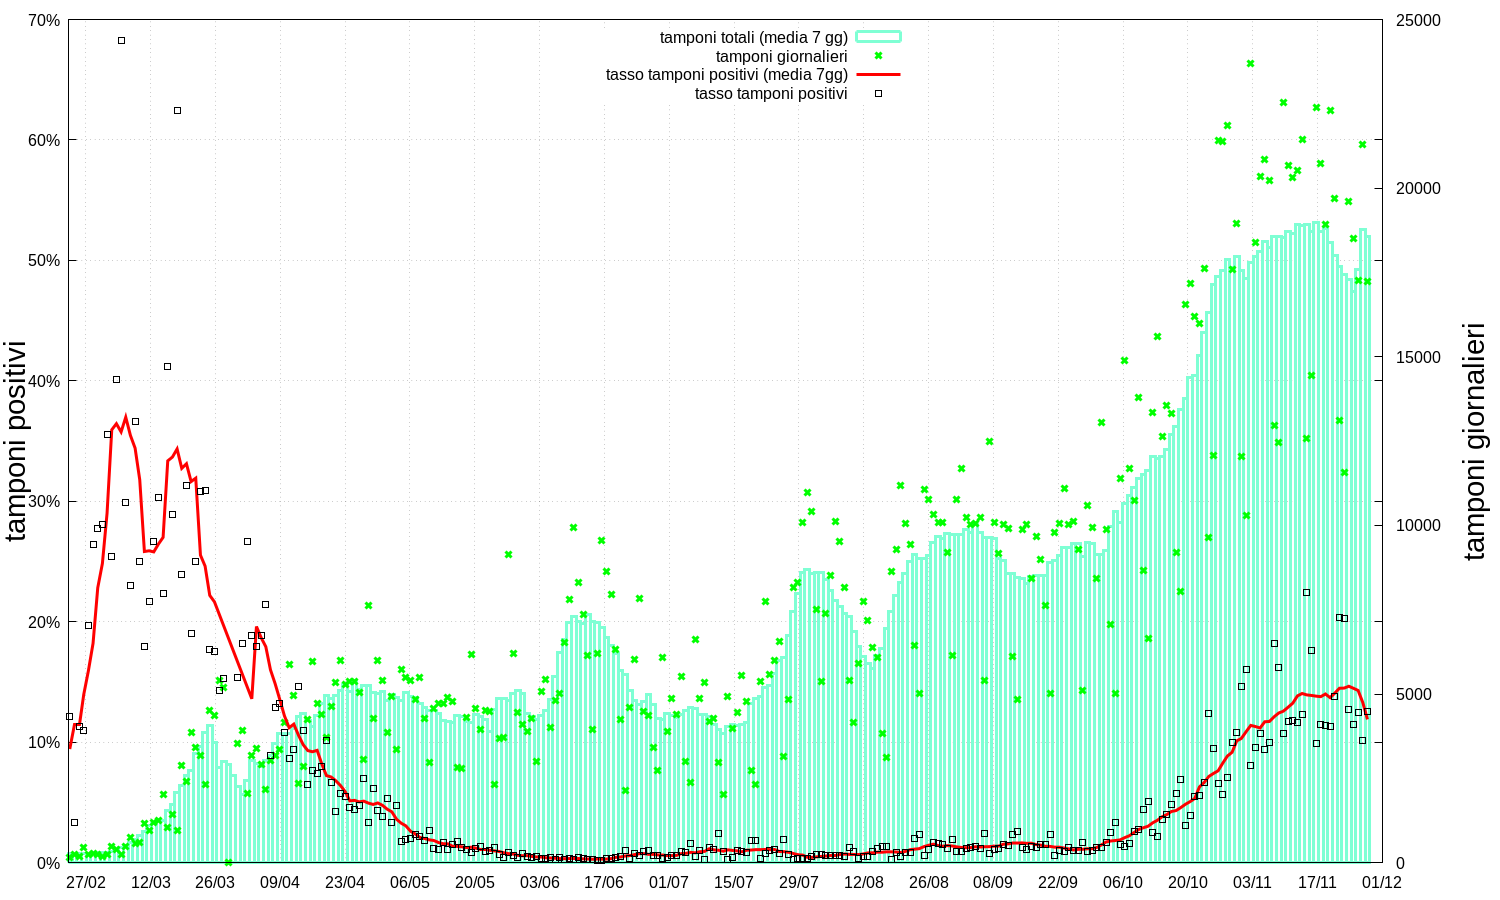 tamponi totali (media 7 gg)
tamponi giornalieri
tasso tamponi positivi (media 7gg)
tasso tamponi positivi
70%
60%
50%
40%
30%
20%
10%
0%
tamponi positivi
25000
20000
15000
10000
5000
0
tamponi giornalieri
27/02 12/03 26/03 09/04 23/04 06/05 20/05 03/06 17/06 01/07 15/07 29/07 12/08 26/08 08/09 22/09 06/10 20/10 03/11 17/11 01/12